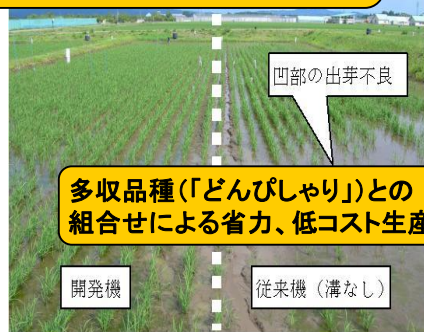 凹部の出芽不良
多収品種(「どんぴしゃり」)との
組合せによる省力、低コスト生産
開発機
従来機（溝なし）